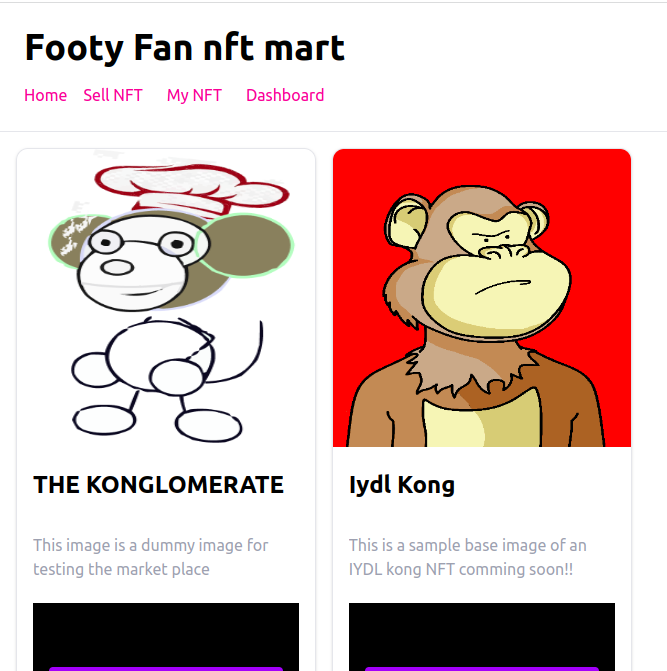 Footy Fan nft mart
Home Sell NFT My NFT Dashboard
THE KONGLOMERATE
This image is a dummy image for
testing the market place
Iydl Kong
This is a sample base image of an
IYDL kong NFT comming soon!!